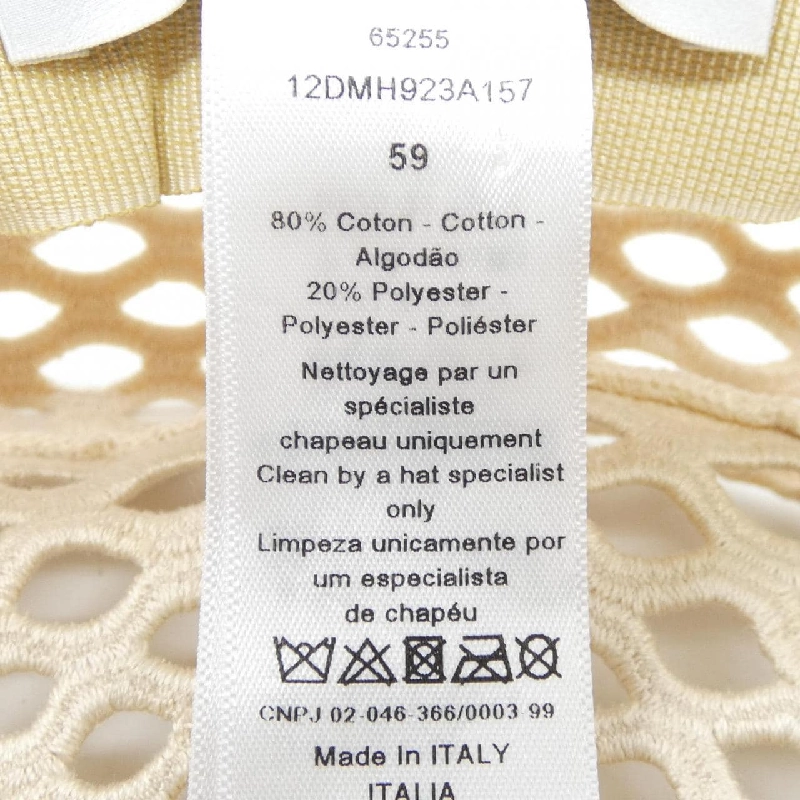 65255
12DMH923A157
59
80% Coton - Cotton -
Algodão
20% Polyester -
Polyester - Poliéster
Nettoyage par un
spécialiste
chapeau uniquement
Clean by a hat specialist
only
Limpeza unicamente por
um especialista
de chapéu
CNPJ 02-046-366/0003 99
Made In ITALY
ITALIA